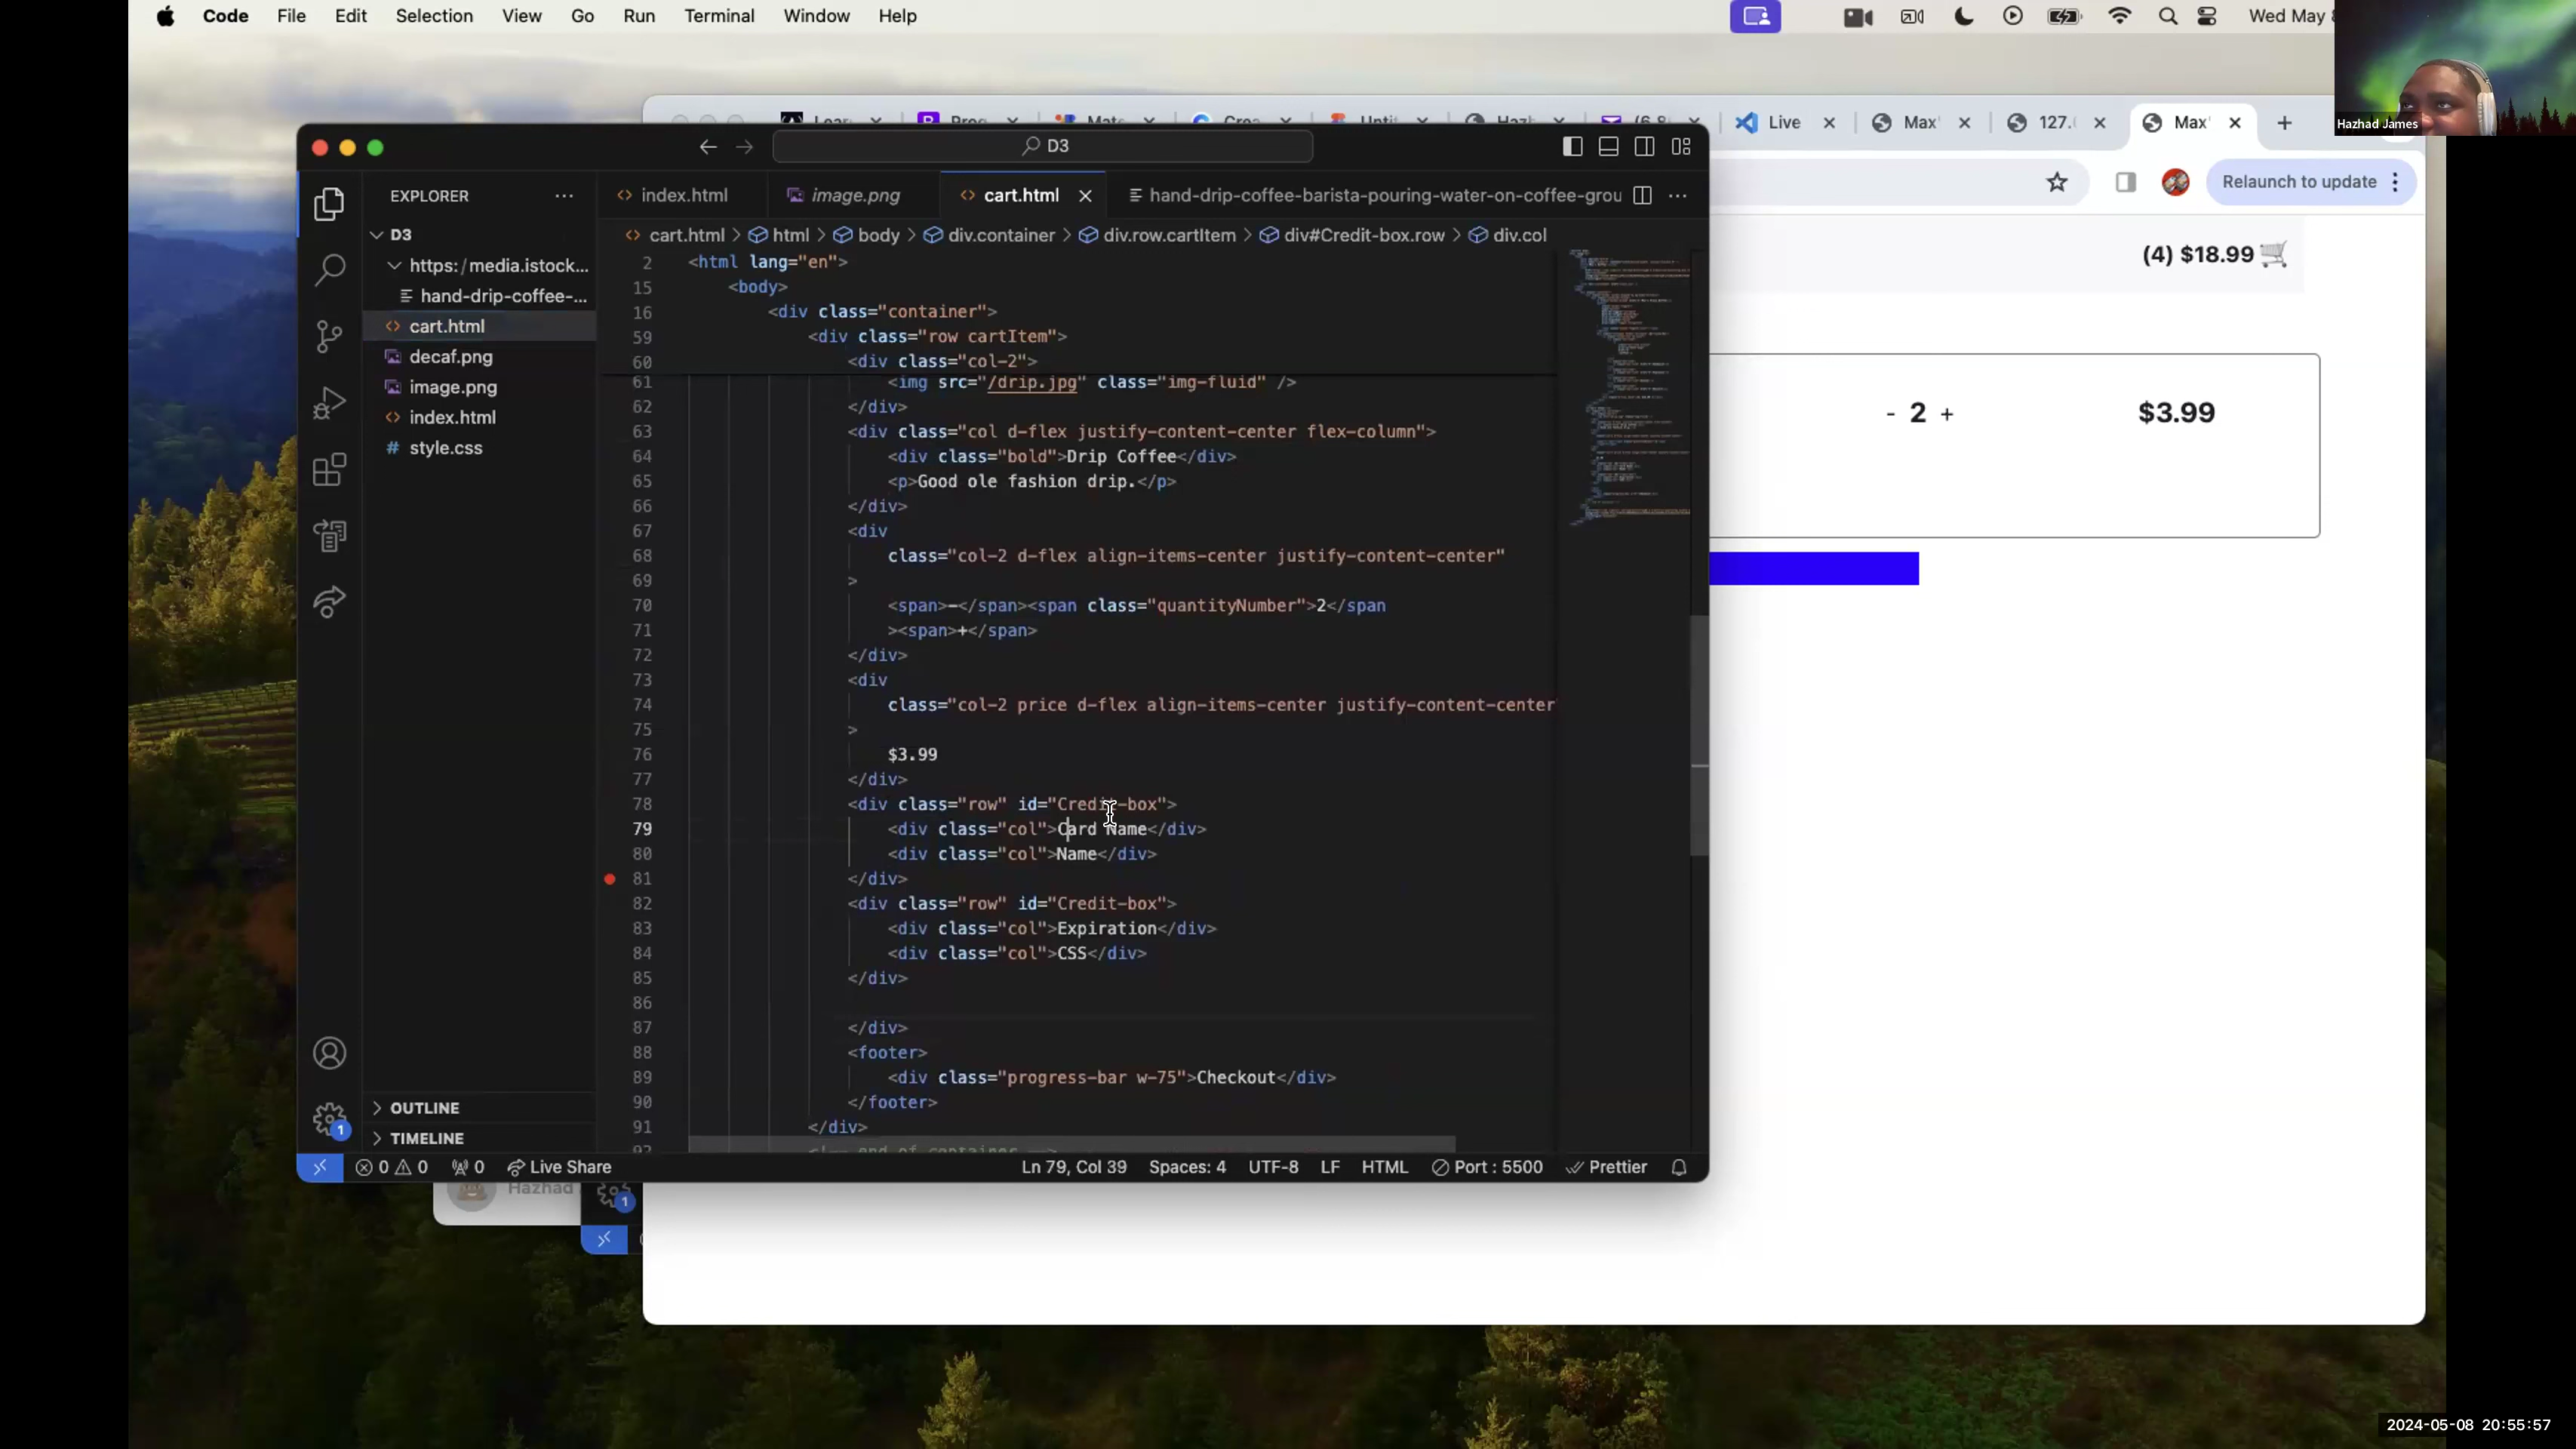 Code File Edit Selection View Go Run Terminal Window Help
Wed May
Hazhad James
Live Max' 127. Max'
D3
Relaunch to update
EXPLORER
index.html image.png cart.html hand-drip-coffee-barista-pouring-water-on-coffee-grou
cart.html > html > body > div.container > div.row.cartItem > div#Credit-box.row > div.col
D3
https:/media.istock...
hand-drip-coffee-...
cart.html
decaf.png
image.png
index.html
style.css
2 <html lang="en">
15 <body>
16 <div class="container">
59 <div class="row cartItem">
60 <div class="col-2">
61 <img src="/drip.jpg" class="img-fluid" />
62 </div>
63 <div class="col d-flex justify-content-center flex-column">
64 <div class="bold">Drip Coffee</div>
65 <p>Good ole fashion drip.</p>
66 </div>
67 <div
68 class="col-2 d-flex align-items-center justify-content-center"
69 >
70 <span>-</span><span class="quantityNumber">2</span
71 ><span>+</span>
72 </div>
73 <div
74 class="col-2 price d-flex align-items-center justify-content-center"
75 >
76 $3.99
77 </div>
78 <div class="row" id="Credit-box">
79 <div class="col">Card Name</div>
80 <div class="col">Name</div>
81 </div>
82 <div class="row" id="Credit-box">
83 <div class="col">Expiration</div>
84 <div class="col">CSS</div>
85 </div>
86
87 </div>
88 <footer>
89 <div class="progress-bar w-75">Checkout</div>
90 </footer>
91 </div>
92 <!-- end of container -->
(4) $18.99
- 2 + $3.99
OUTLINE
TIMELINE
1
0 0 0 Live Share Ln 79, Col 39 Spaces: 4 UTF-8 LF HTML Port : 5500 Prettier
Hazhad
1
2024-05-08 20:55:57